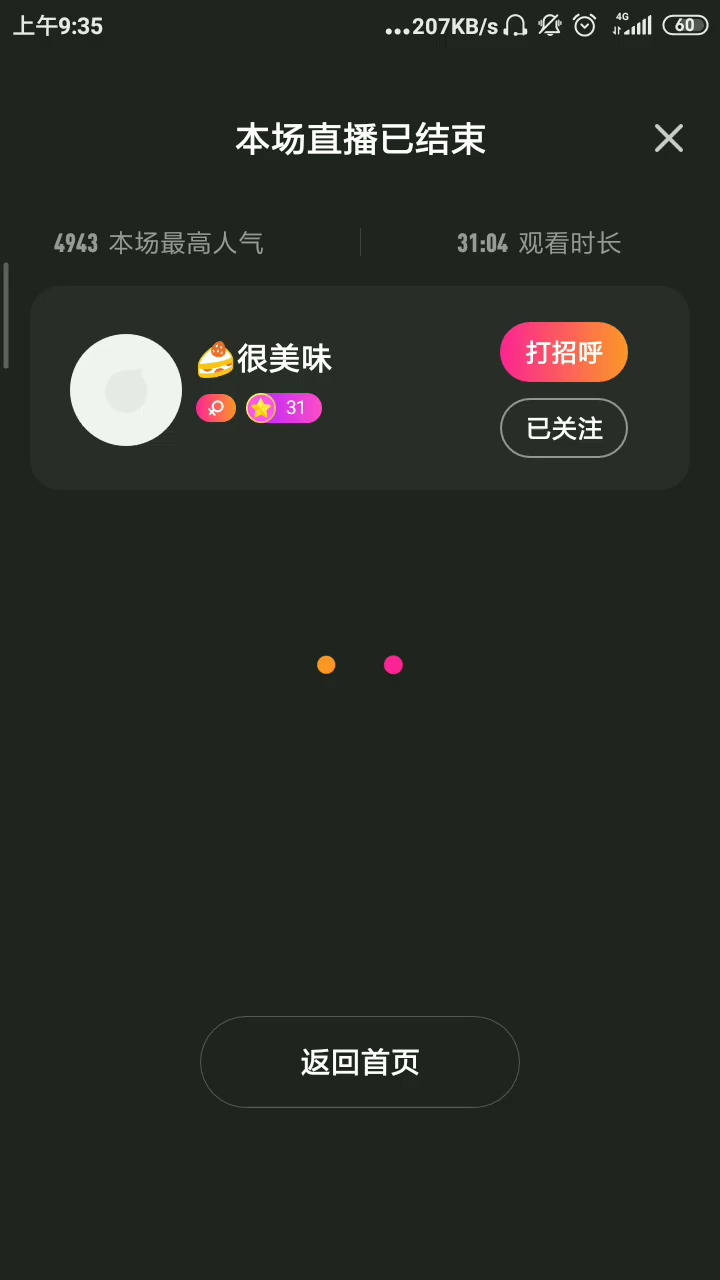 上午9:35 ...207KB/s 4G 60
本场直播已结束
4943 本场最高人气 31:04 观看时长
🍰很美味
打招呼
31
已关注
返回首页